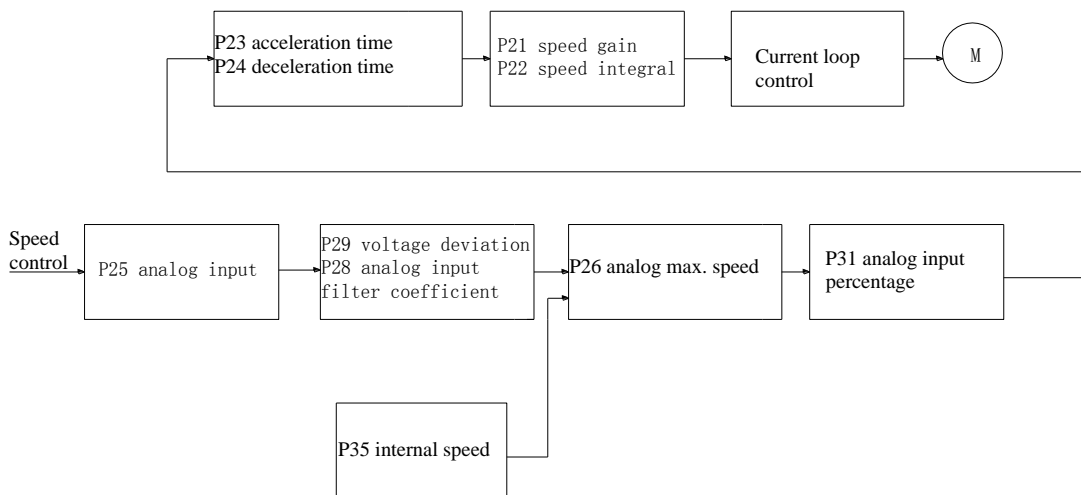 P23 acceleration time
P24 deceleration time
P21 speed gain
P22 speed integral
Current loop
control
M
Speed
control
P25 analog input
P29 voltage deviation
P28 analog input
filter coefficient
P26 analog max. speed
P31 analog input
percentage
P35 internal speed